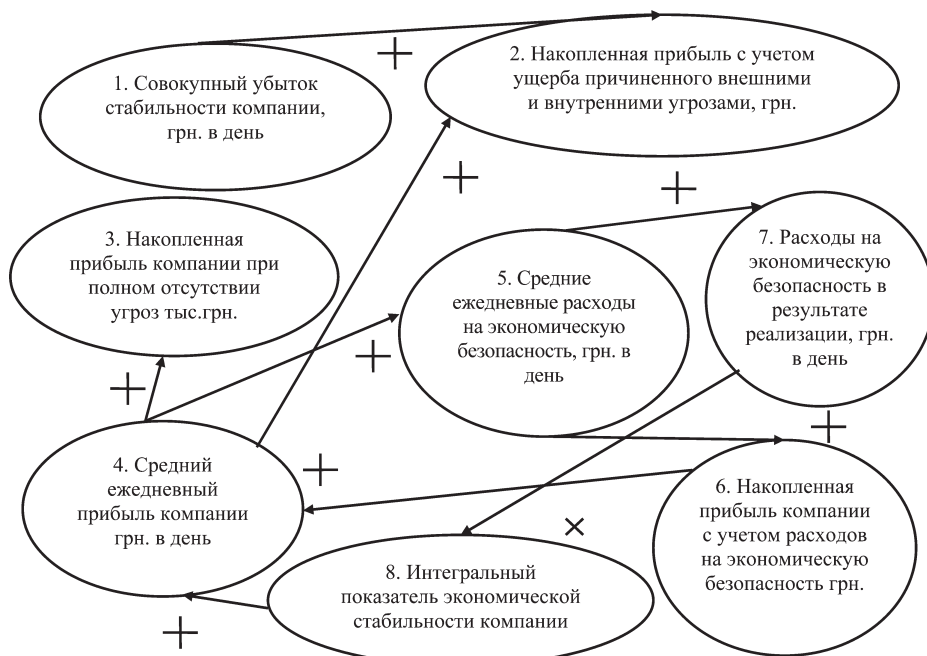 1. Совокупный убыток
стабильности компании,
грн. в день
2. Накопленная прибыль с учетом
ущерба причиненного внешними
и внутренними угрозами, грн.
3. Накопленная
прибыль компании при
полном отсутствии
угроз тыс.грн.
4. Средний
ежедневный
прибыль компании
грн. в день
5. Средние
ежедневные расходы
на экономическую
безопасность, грн. в
день
7. Расходы на
экономическую
безопасность в
результате
реализации, грн.
в день
6. Накопленная
прибыль компании
с учетом расходов
на экономическую
безопасность грн.
8. Интегральный
показатель экономической
стабильности компании